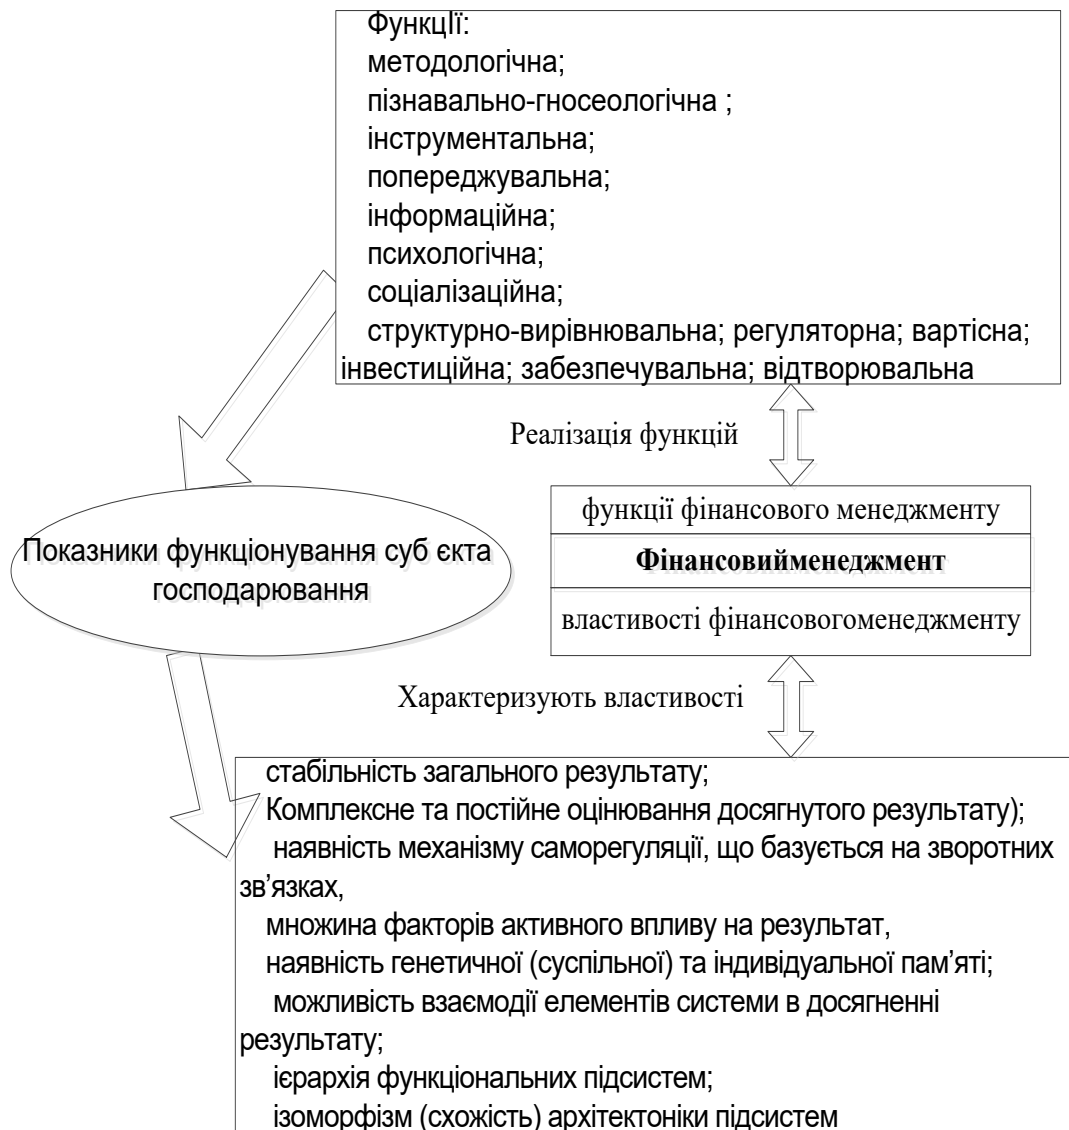 ФункцІї:
методологічна;
пізнавально-гносеологічна ;
інструментальна;
попереджувальна;
інформаційна;
психологічна;
соціалізаційна;
структурно-вирівнювальна; регуляторна; вартісна;
інвестиційна; забезпечувальна; відтворювальна
Реалізація функцій
функції фінансового менеджменту
Фінансовийменеджмент
властивості фінансовогоменеджменту
Показники функціонування суб єкта
господарювання
Характеризують властивості
стабільність загального результату;
Комплексне та постійне оцінювання досягнутого результату);
наявність механізму саморегуляції, що базується на зворотних
зв’язках,
множина факторів активного впливу на результат,
наявність генетичної (суспільної) та індивідуальної пам’яті;
можливість взаємодії елементів системи в досягненні
результату;
ієрархія функціональних підсистем;
ізоморфізм (схожість) архітектоніки підсистем